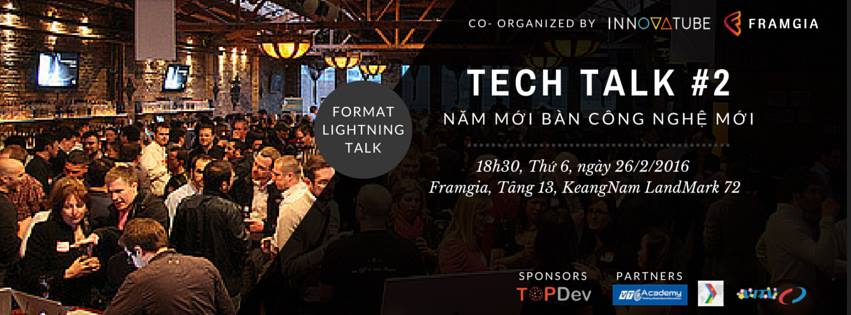 CO- ORGANIZED BY INNOVATUBE FRAMGIA
TECH TALK #2
NĂM MỚI BÀN CÔNG NGHỆ MỚI
FORMAT
LIGHTNING
TALK
18h30, Thứ 6, ngày 26/2/2016
Framgia, Tầng 13, KeangNam LandMark 72
SPONSORS
TOPDev
PARTNERS
VTC Academy